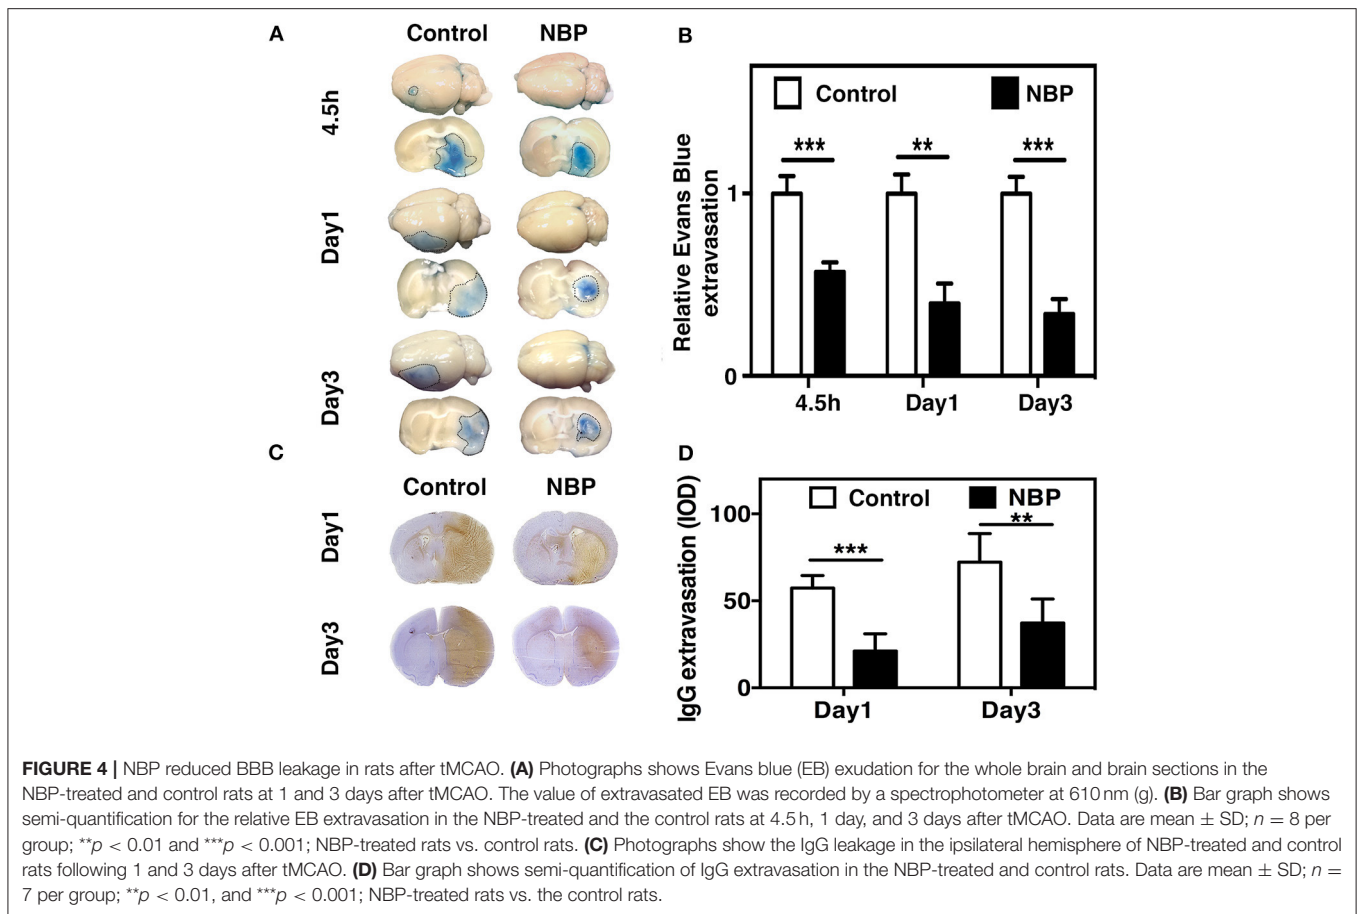 A
Control NBP
4.5h
Day1
Day3
B
Control NBP
*** ** ***
Relative Evans Blue
extravasation
1
0
4.5h Day1 Day3
C
Control NBP
Day1
Day3
D
Control NBP
*** **
IgG extravasation (IOD)
100
50
0
Day1 Day3
FIGURE 4 | NBP reduced BBB leakage in rats after tMCAO. (A) Photographs shows Evans blue (EB) exudation for the whole brain and brain sections in the
NBP-treated and control rats at 1 and 3 days after tMCAO. The value of extravasated EB was recorded by a spectrophotometer at 610 nm (g). (B) Bar graph shows
semi-quantification for the relative EB extravasation in the NBP-treated and the control rats at 4.5 h, 1 day, and 3 days after tMCAO. Data are mean ± SD; n = 8 per
group; **p < 0.01 and ***p < 0.001; NBP-treated rats vs. control rats. (C) Photographs show the IgG leakage in the ipsilateral hemisphere of NBP-treated and control
rats following 1 and 3 days after tMCAO. (D) Bar graph shows semi-quantification of IgG extravasation in the NBP-treated and control rats. Data are mean ± SD; n =
7 per group; **p < 0.01, and ***p < 0.001; NBP-treated rats vs. the control rats.